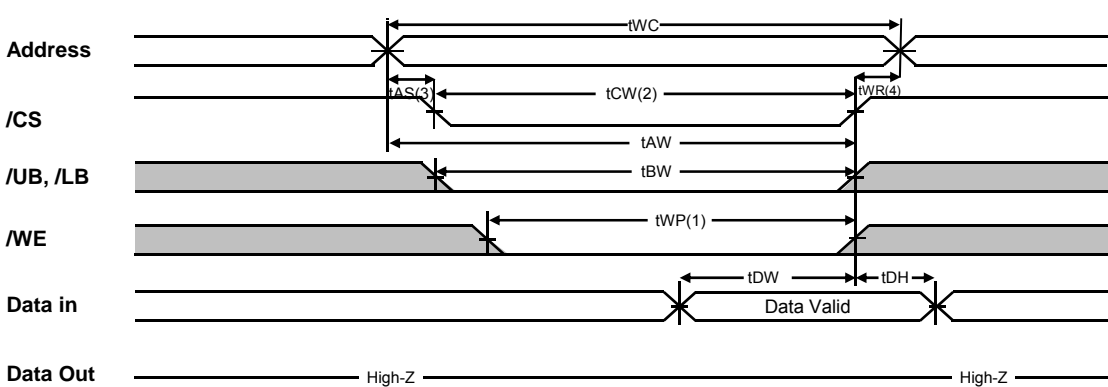 tWC
Address
tAS(3) tCW(2) tWR(4)
/CS
tAW
/UB, /LB tBW
/WE tWP(1)
tDW tDH
Data in Data Valid
Data Out High-Z High-Z